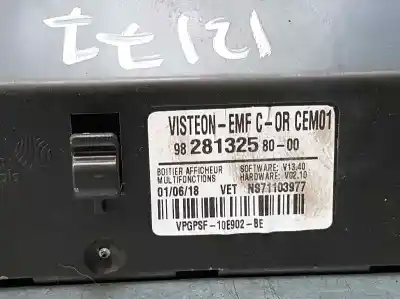 12177
VISTEON-EMF C-OR CEM01
98 281325 80-00
BOITIER AFFICHEUR SOFTWARE: V13.40
MULTIFONCTIONS HARDWARE: V02.10
01/06/18 VET NS71103977
VPGPSF-10E902-BE